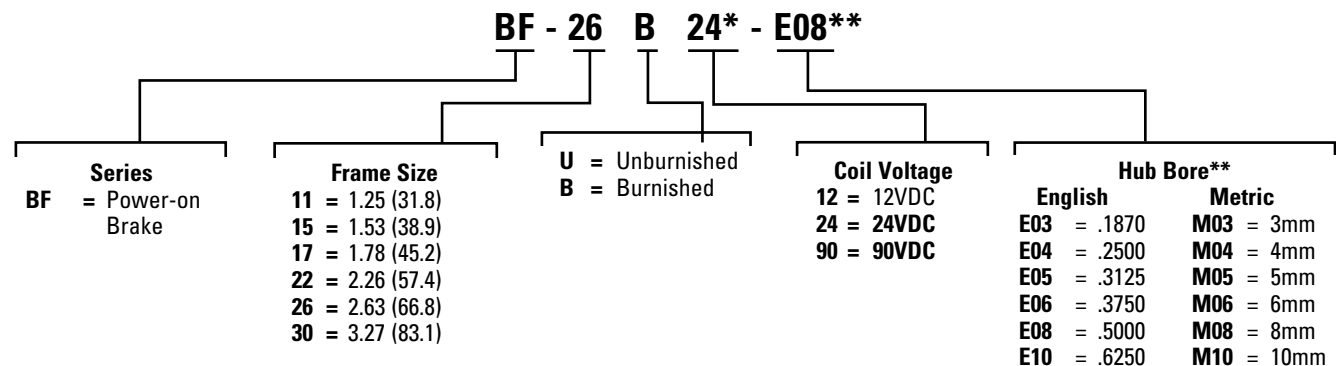 BF - 26 B 24* - E08**
Series
BF = Power-on
Brake
Frame Size
11 = 1.25 (31.8)
15 = 1.53 (38.9)
17 = 1.78 (45.2)
22 = 2.26 (57.4)
26 = 2.63 (66.8)
30 = 3.27 (83.1)
U = Unburnished
B = Burnished
Coil Voltage
12 = 12VDC
24 = 24VDC
90 = 90VDC
Hub Bore**
English Metric
E03 = .1870 M03 = 3mm
E04 = .2500 M04 = 4mm
E05 = .3125 M05 = 5mm
E06 = .3750 M06 = 6mm
E08 = .5000 M08 = 8mm
E10 = .6250 M10 = 10mm